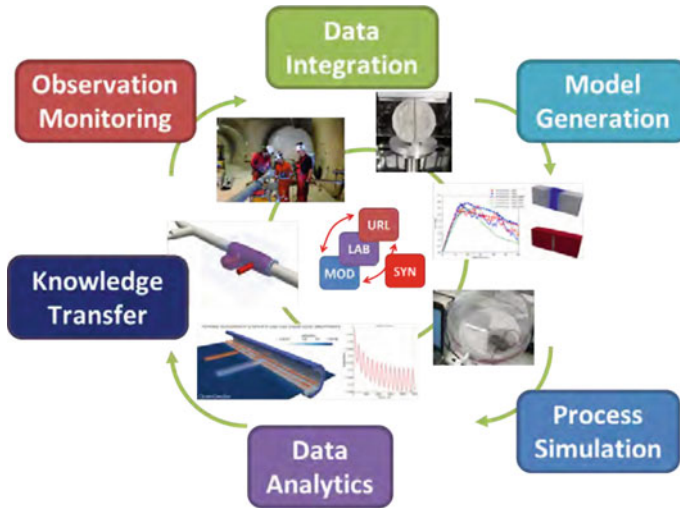 Data
Integration
Observation
Monitoring
Model
Generation
URL
LAB
MOD
SYN
Knowledge
Transfer
Process
Simulation
Data
Analytics